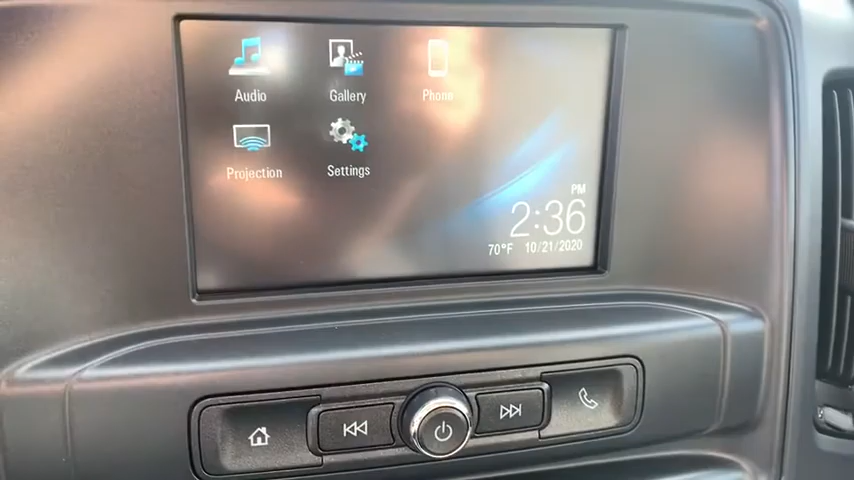 Audio
Gallery
Phone
Projection
Settings
PM
2:36
70°F 10/21/2020